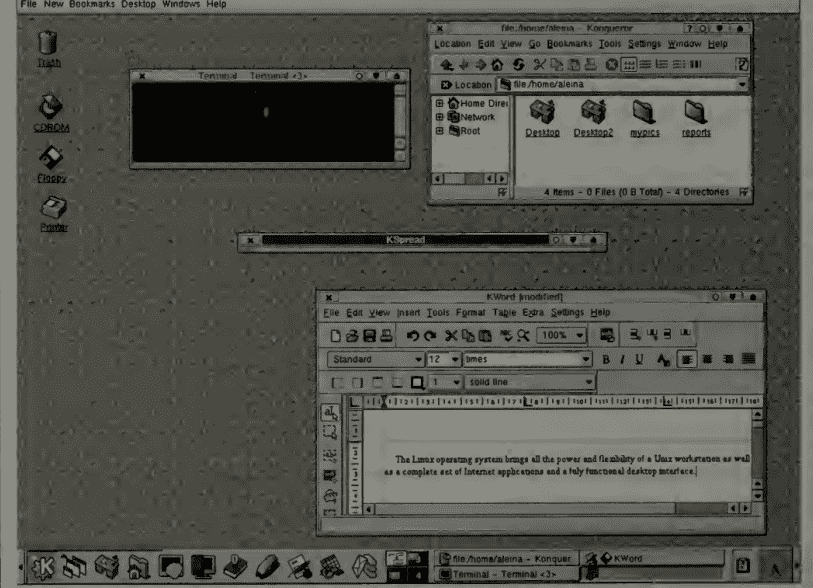 File New Bookmarks Desktop Windows Help
Trash
CDROM
Floppy
Printer
Terminal - Terminal <3>
file:/home/aleina - Konqueror
Location Edit View Go Bookmarks Tools Settings Window Help
Location file:/home/aleina
Home Direc
Network
Root
Desktop Desktop2 mypics reports
4 Items - 0 Files (0 B Total) - 4 Directories
KSpread
KWord [modified]
File Edit View Insert Tools Format Table Extra Settings Help
100%
Standard 12 times
B I U
1 solid line
The Linux operating system brings all the power and flexibility of a Unix workstation as well
as a complete set of Internet applications and a fuly functional desktop interface.
file:/home/aleina - Konquer KWord
Terminal - Terminal <3>